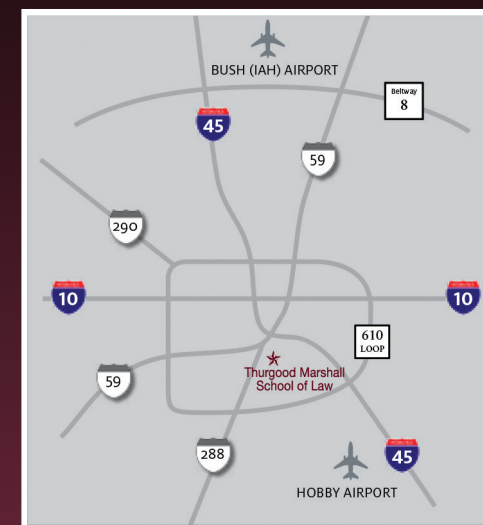 BUSH (IAH) AIRPORT
Beltway
8
45
59
290
10
10
610
LOOP
Thurgood Marshall
School of Law
59
288
45
HOBBY AIRPORT